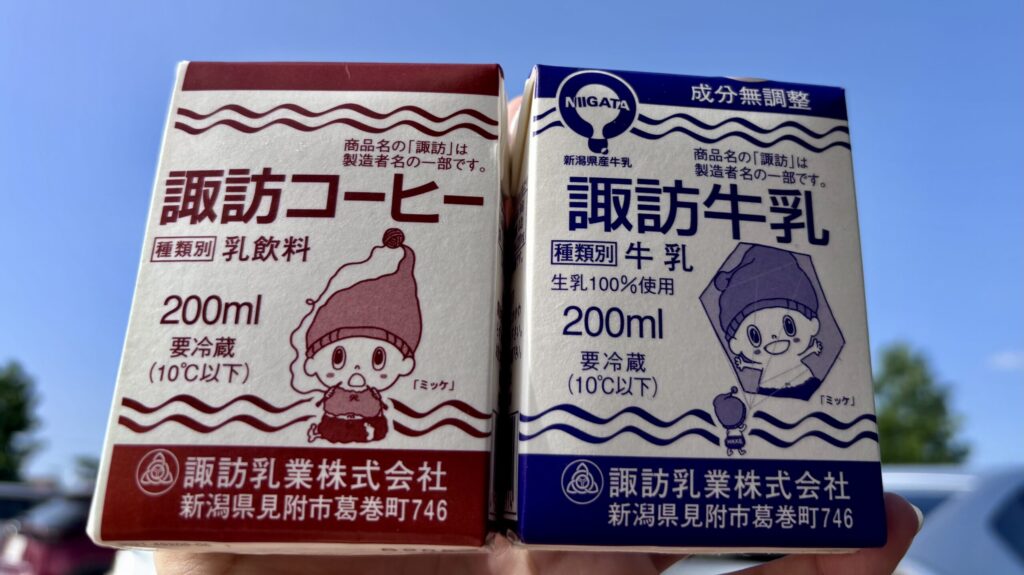 商品名の「諏訪」は
製造者名の一部です。
諏訪コーヒー
種類別 乳飲料
200ml
要冷蔵
(10℃以下)
「ミッケ」
諏訪乳業株式会社
新潟県見附市葛巻町746
NIIGATA
新潟県産牛乳
成分無調整
商品名の「諏訪」は
製造者名の一部です。
諏訪牛乳
種類別 牛乳
生乳100%使用
200ml
要冷蔵
(10℃以下)
「ミッケ」
諏訪乳業株式会社
新潟県見附市葛巻町746